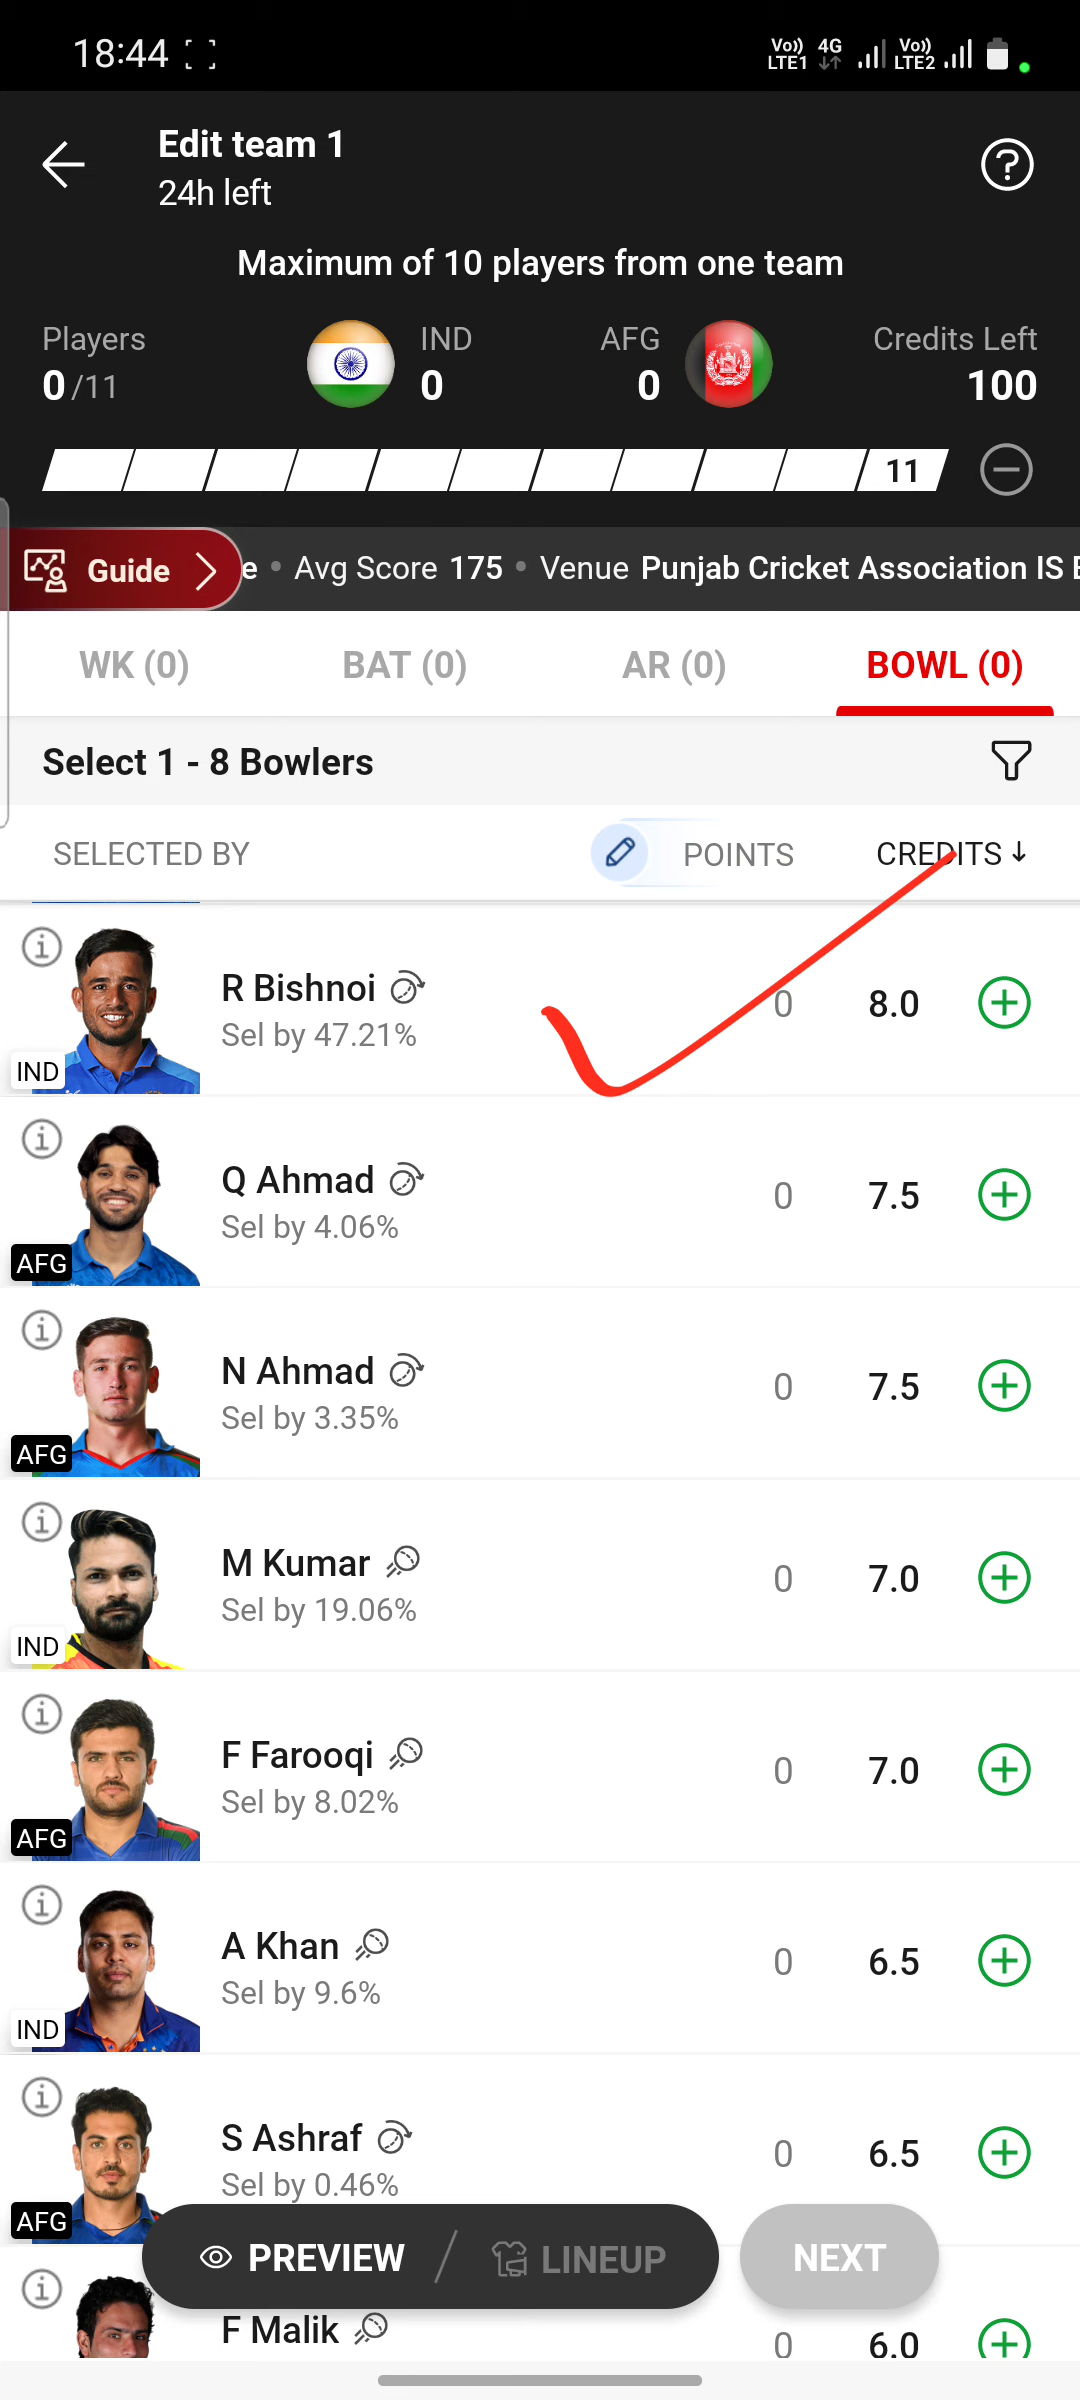 18:44
Vo)) LTE1 4G Vo)) LTE2
Edit team 1
24h left
?
Maximum of 10 players from one team
Players IND AFG Credits Left
0/11 0 0 100
11
Guide e • Avg Score 175 • Venue Punjab Cricket Association IS
WK (0) BAT (0) AR (0) BOWL (0)
Select 1 - 8 Bowlers
SELECTED BY POINTS CREDITS ↓
R Bishnoi
Sel by 47.21%
IND
0 8.0
Q Ahmad
Sel by 4.06%
AFG
0 7.5
N Ahmad
Sel by 3.35%
AFG
0 7.5
M Kumar
Sel by 19.06%
IND
0 7.0
F Farooqi
Sel by 8.02%
AFG
0 7.0
A Khan
Sel by 9.6%
IND
0 6.5
S Ashraf
Sel by 0.46%
AFG
0 6.5
PREVIEW / LINEUP NEXT
F Malik
0 6.0